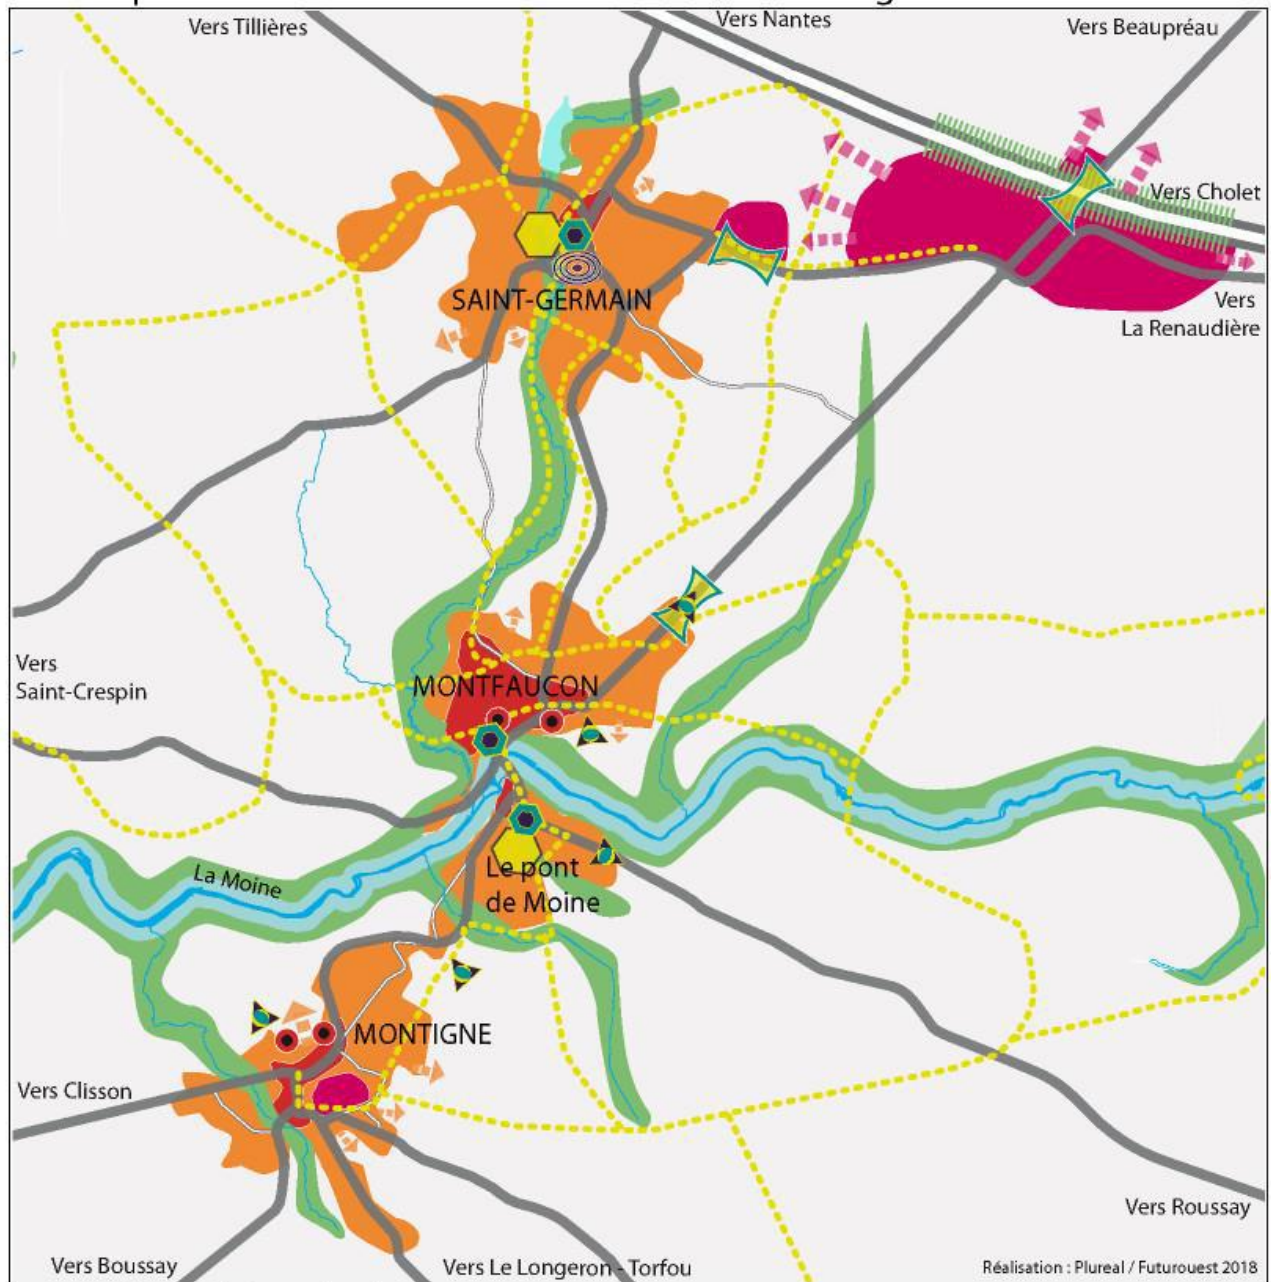 Vers Tillières
Vers Nantes
Vers Beaupréau
Vers Cholet
SAINT-GERMAIN
Vers
La Renaudière
Vers
Saint-Crespin
MONTFAUCON
La Moine
Le pont
de Moine
MONTIGNE
Vers Clisson
Vers Roussay
Vers Boussay
Vers Le Longeron - Torfou
Réalisation : Plureal / Futurouest 2018